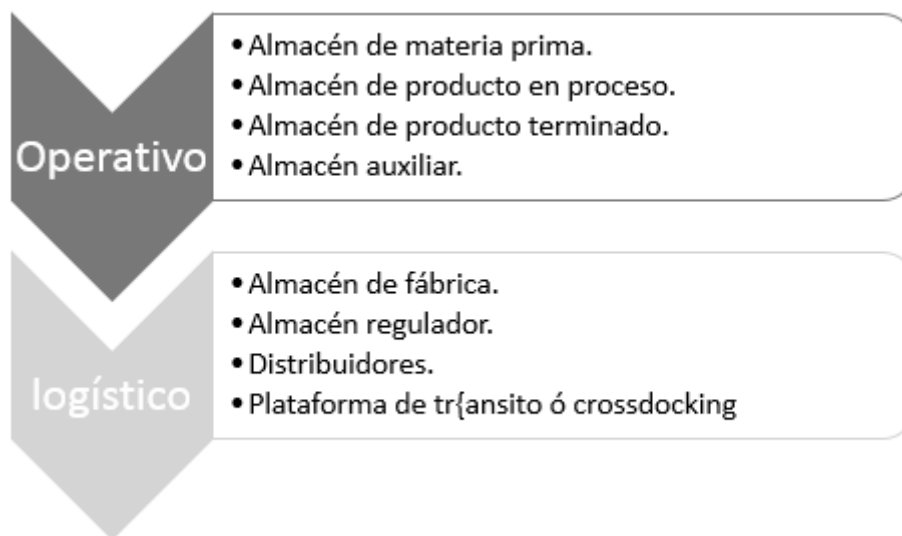 Operativo
• Almacén de materia prima.
• Almacén de producto en proceso.
• Almacén de producto terminado.
• Almacén auxiliar.
logístico
• Almacén de fábrica.
• Almacén regulador.
• Distribuidores.
• Plataforma de tr{ansito ó crossdocking